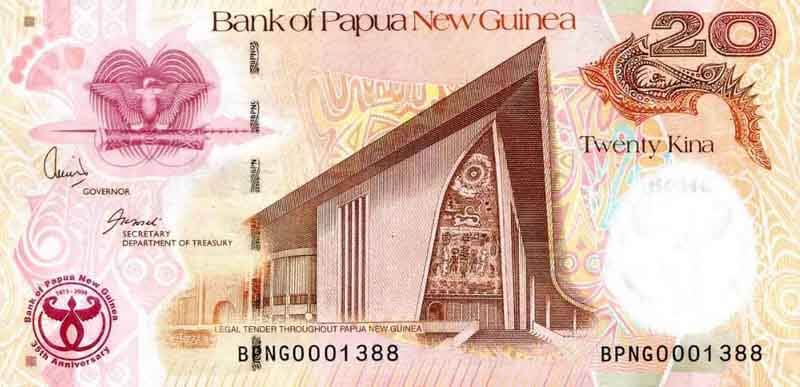 Bank of Papua New Guinea
20
Twenty Kina
GOVERNOR
SECRETARY
DEPARTMENT OF TREASURY
Bank of Papua New Guinea
35th Anniversary
LEGAL TENDER THROUGHOUT PAPUA NEW GUINEA
BPNG0001388
BPNG0001388